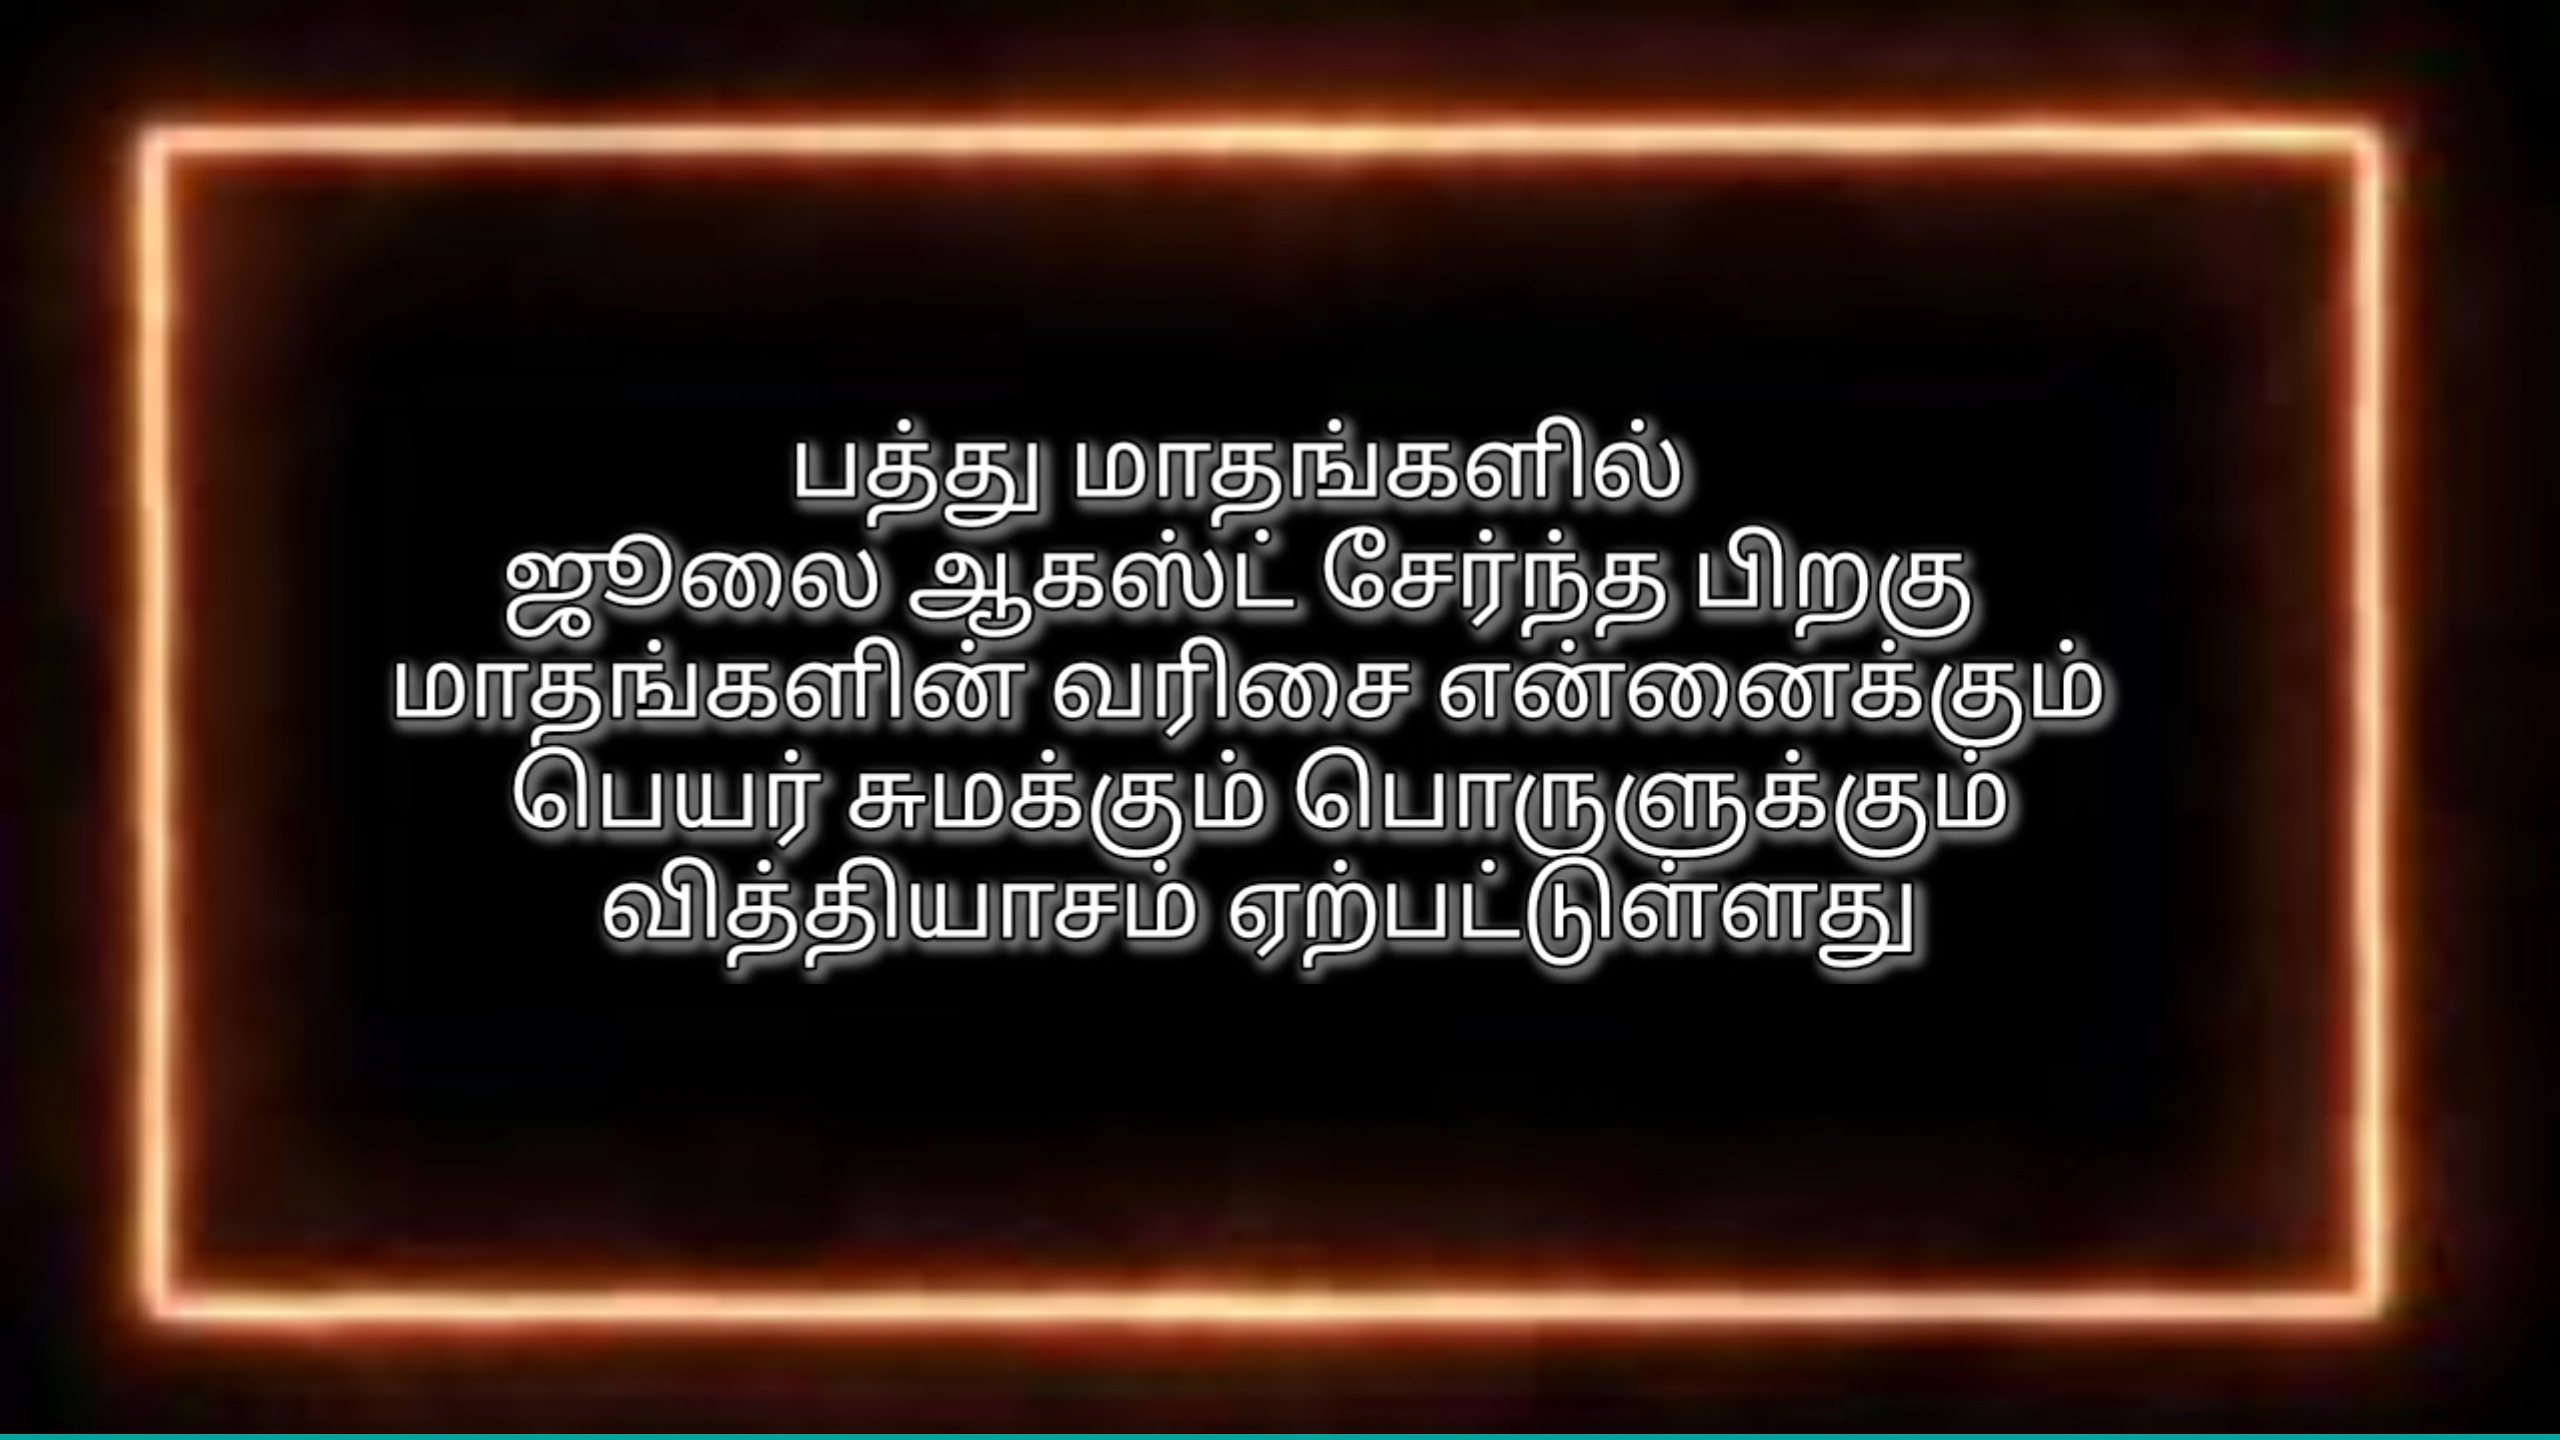 பத்து மாதங்களில்
ஜூலை ஆகஸ்ட் சேர்ந்த பிறகு
மாதங்களின் வரிசை என்னைக்கும்
பெயர் சுமக்கும் பொருளுக்கும்
வித்தியாசம் ஏற்பட்டுள்ளது